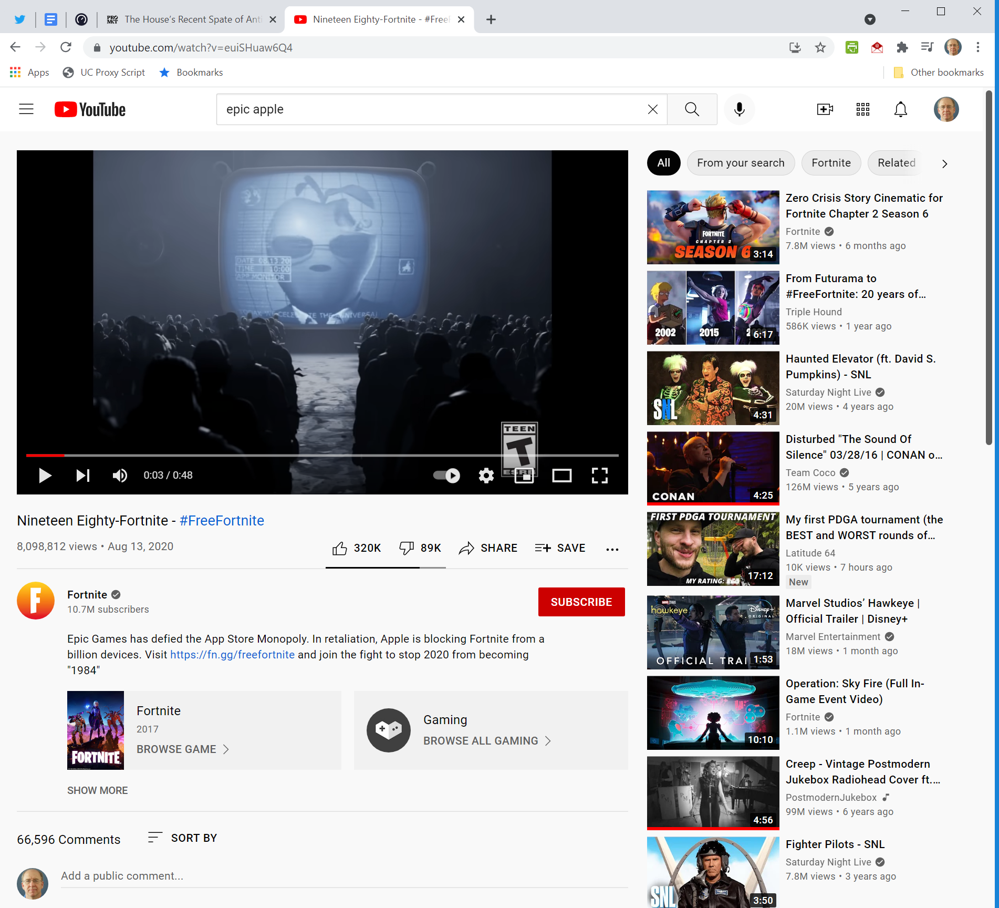 PRO MKT
The House's Recent Spate of Anti
Nineteen Eighty-Fortnite - #FreeF
youtube.com/watch?v=euiSHuaw6Q4
Apps
UC Proxy Script
Bookmarks
Other bookmarks
YouTube
epic apple
DATE 08.13.20
TIME 10:00
APP MONITOR
TEEN
T
ESRB
0:03 / 0:48
Nineteen Eighty-Fortnite - #FreeFortnite
8,098,812 views • Aug 13, 2020
320K
89K
SHARE
SAVE
F
Fortnite
10.7M subscribers
SUBSCRIBE
Epic Games has defied the App Store Monopoly. In retaliation, Apple is blocking Fortnite from a
billion devices. Visit https://fn.gg/freefortnite and join the fight to stop 2020 from becoming
"1984"
FORTNITE
Fortnite
2017
BROWSE GAME
Gaming
BROWSE ALL GAMING
SHOW MORE
66,596 Comments
SORT BY
Add a public comment...
All
From your search
Fortnite
Related
FORTNITE
CHAPTER 2
SEASON 6
3:14
Zero Crisis Story Cinematic for
Fortnite Chapter 2 Season 6
Fortnite
7.8M views • 6 months ago
2002
2015
6:17
From Futurama to
#FreeFortnite: 20 years of...
Triple Hound
586K views • 1 year ago
SNL
4:31
Haunted Elevator (ft. David S.
Pumpkins) - SNL
Saturday Night Live
20M views • 4 years ago
CONAN
4:25
Disturbed "The Sound Of
Silence" 03/28/16 | CONAN o...
Team Coco
126M views • 5 years ago
FIRST PDGA TOURNAMENT
MY RATING:
17:12
My first PDGA tournament (the
BEST and WORST rounds of...
Latitude 64
10K views • 7 hours ago
New
MARVEL STUDIOS
hawkeye
Disney+
ORIGINAL
OFFICIAL TRAI
1:53
Marvel Studios’ Hawkeye |
Official Trailer | Disney+
Marvel Entertainment
18M views • 1 month ago
10:10
Operation: Sky Fire (Full In-
Game Event Video)
Fortnite
1.1M views • 1 month ago
PMJ
PMJ
4:56
Creep - Vintage Postmodern
Jukebox Radiohead Cover ft....
PostmodernJukebox
99M views • 6 years ago
SNL
3:50
Fighter Pilots - SNL
Saturday Night Live
7.8M views • 3 years ago